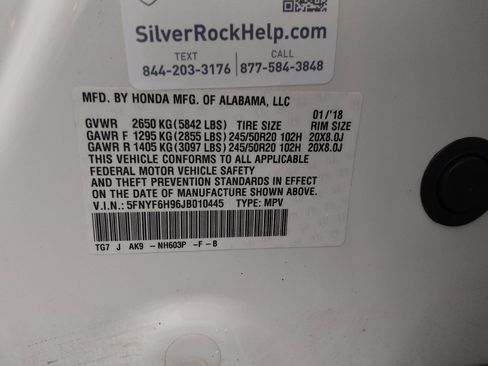 SilverRockHelp.com
TEXT CALL
844-203-3176 877-584-3848
MFD. BY HONDA MFG. OF ALABAMA, LLC 01/'18
GVWR 2650 KG (5842 LBS) TIRE SIZE RIM SIZE
GAWR F 1295 KG (2855 LBS) 245/50R20 102H 20X8.0J
GAWR R 1405 KG (3097 LBS) 245/50R20 102H 20X8.0J
THIS VEHICLE CONFORMS TO ALL APPLICABLE
FEDERAL MOTOR VEHICLE SAFETY
AND THEFT PREVENTION STANDARDS IN EFFECT
ON THE DATE OF MANUFACTURE SHOWN ABOVE
V.I.N.: 5FNYF6H96JB010445 TYPE: MPV
TG7 J AK9 -NH603P -F -B